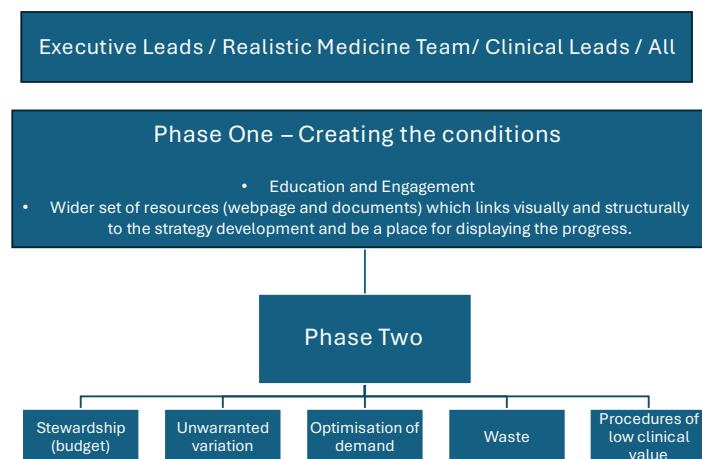 Executive Leads / Realistic Medicine Team/ Clinical Leads / All
Phase One – Creating the conditions
• Education and Engagement
• Wider set of resources (webpage and documents) which links visually and structurally
to the strategy development and be a place for displaying the progress.
Phase Two
Stewardship
(budget)
Unwarranted
variation
Optimisation of
demand
Waste
Procedures of
low clinical
value